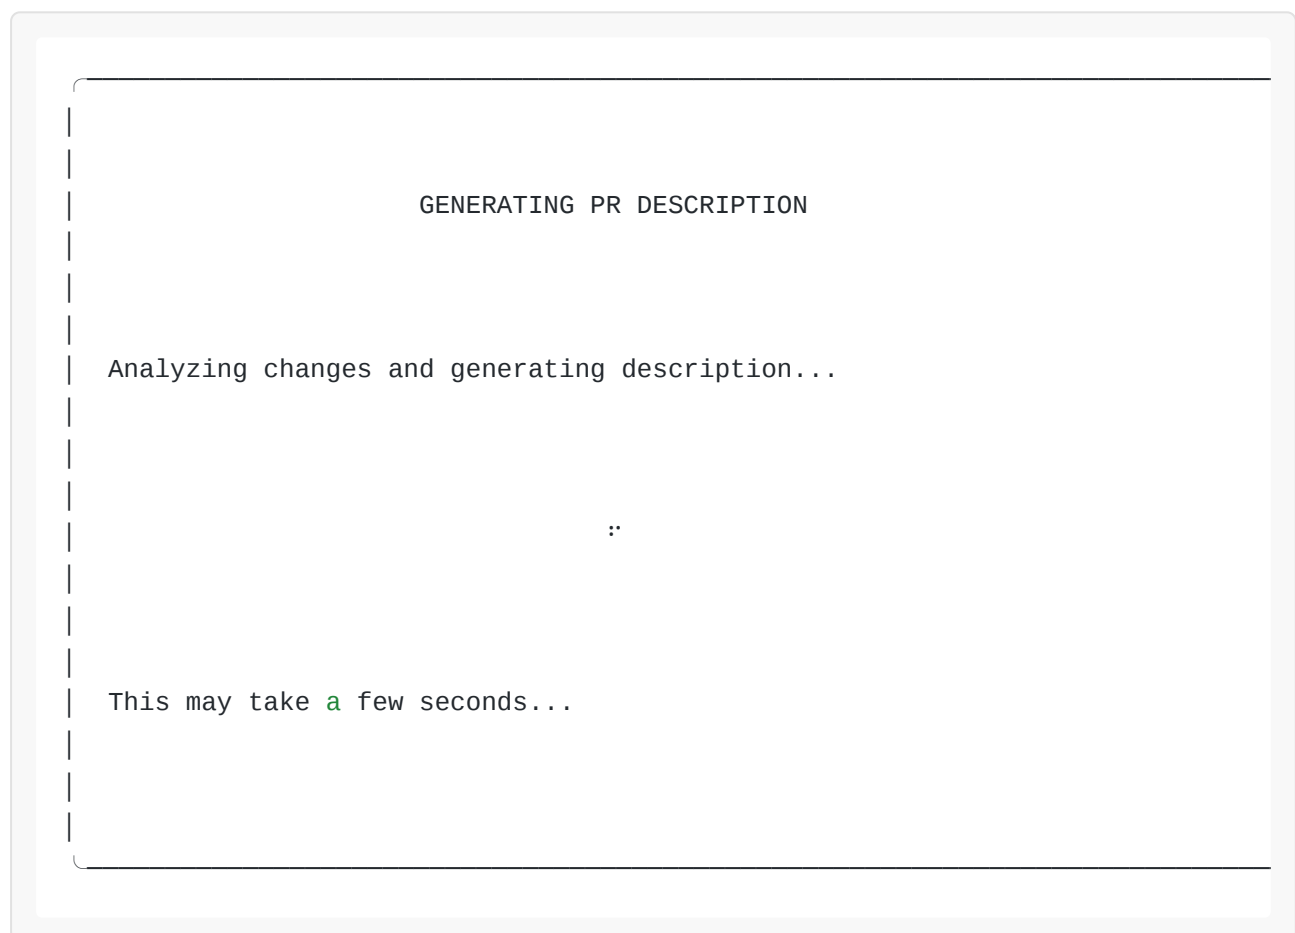 GENERATING PR DESCRIPTION
Analyzing changes and generating description...
⠋
This may take a few seconds...